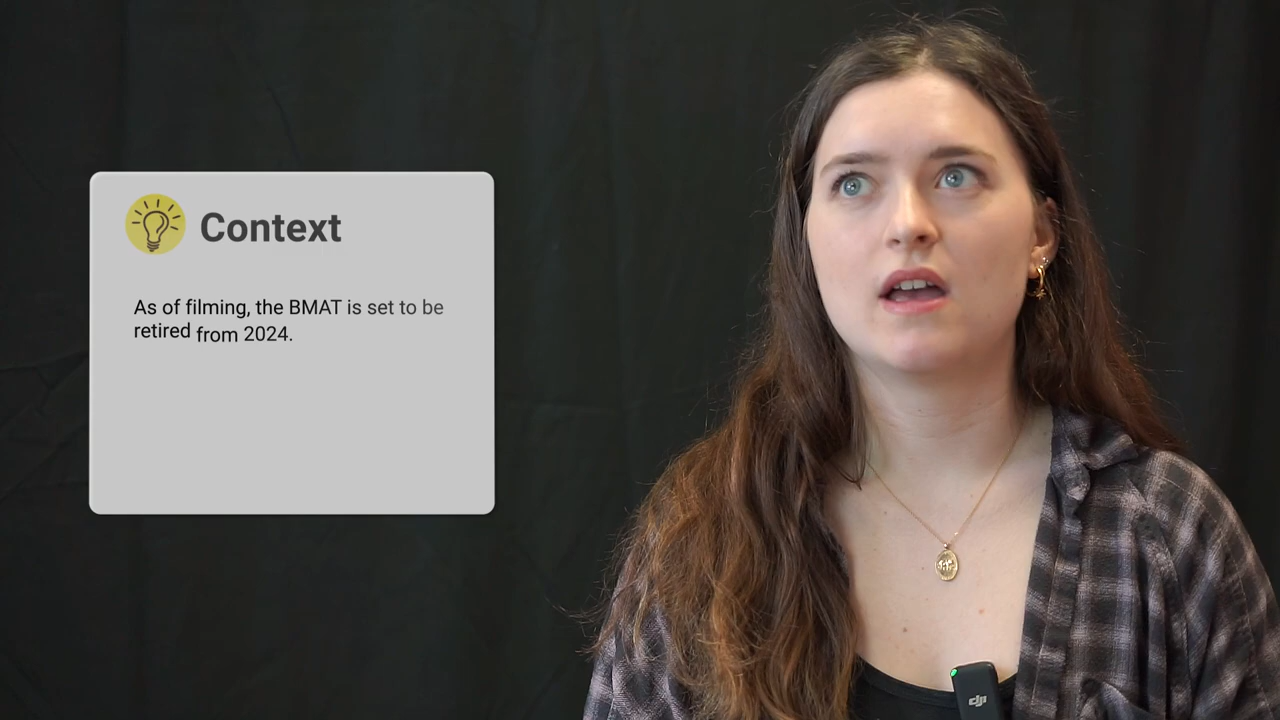 Context
As of filming, the BMAT is set to be
retired from 2024.
dji